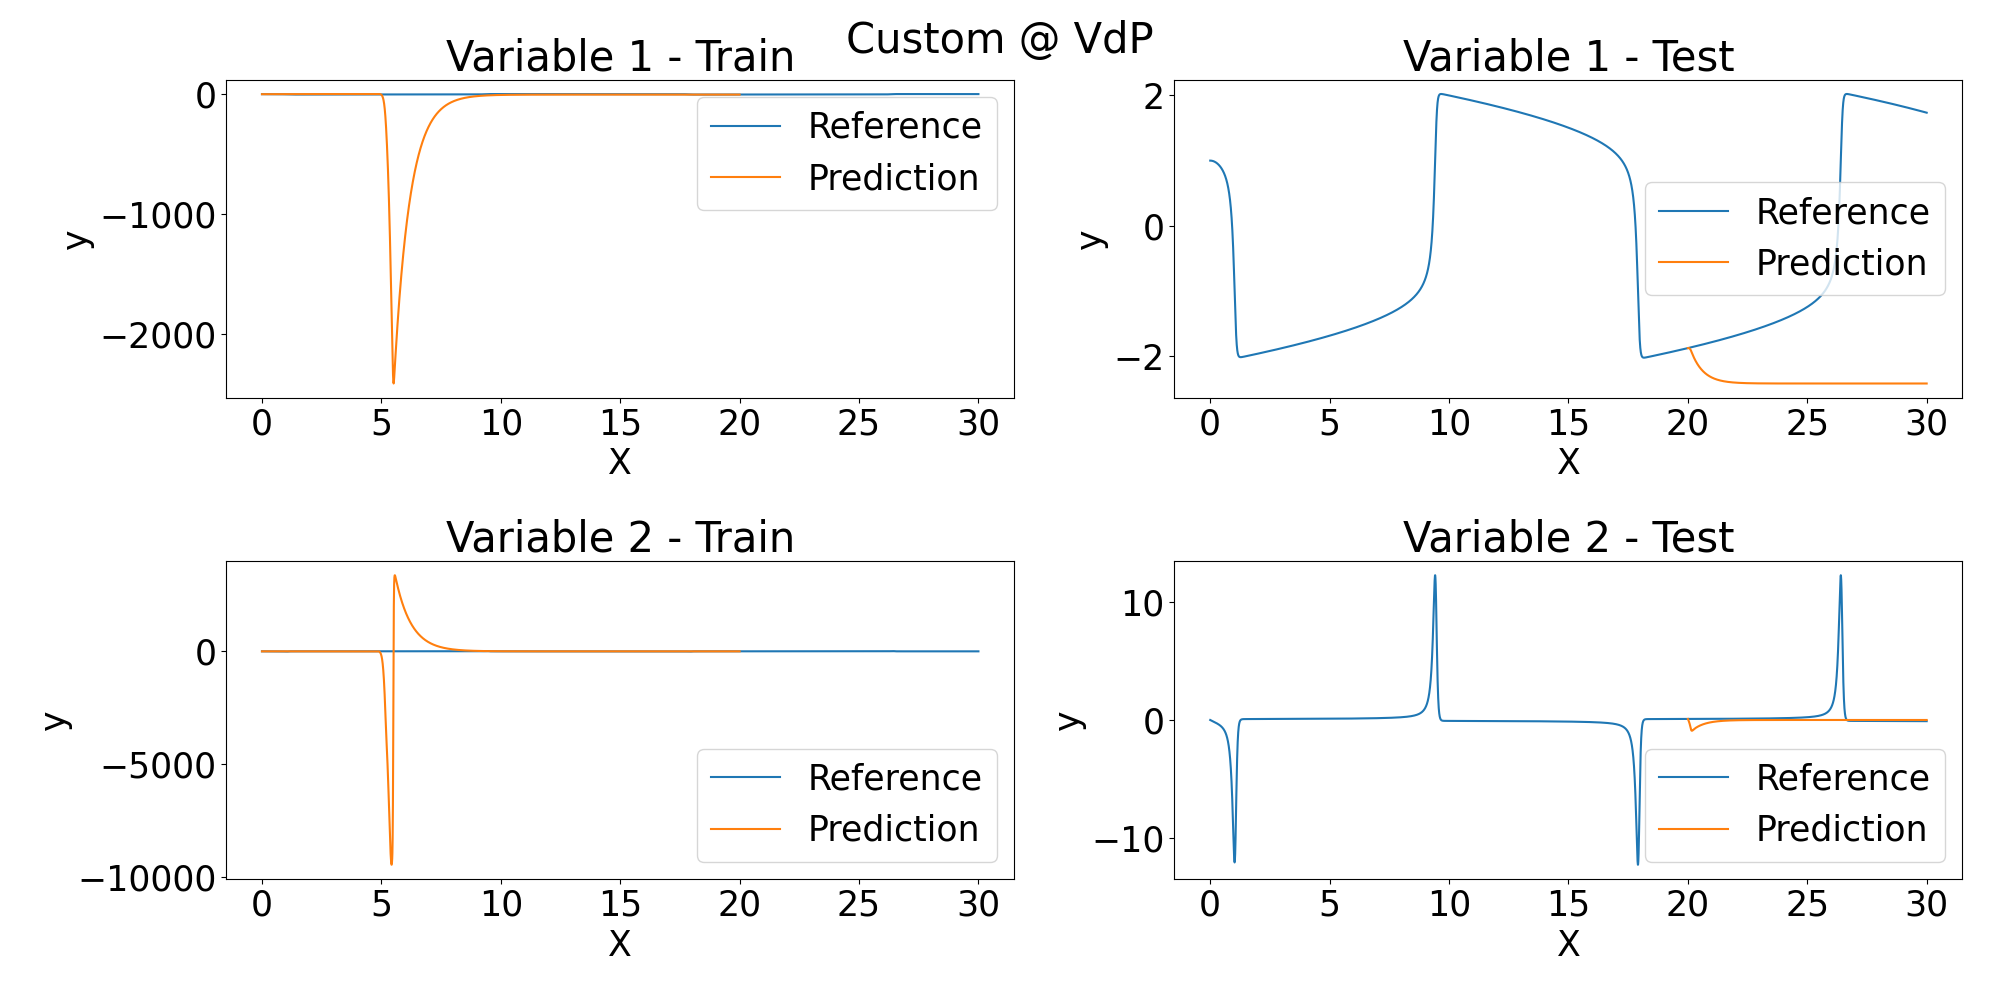 Custom @ VdP
Variable 1 - Train
0
−1000
−2000
y
0 5 10 15 20 25 30
X
Reference
Prediction
Variable 1 - Test
2
0
−2
y
0 5 10 15 20 25 30
X
Reference
Prediction
Variable 2 - Train
0
−5000
−10000
y
0 5 10 15 20 25 30
X
Reference
Prediction
Variable 2 - Test
10
0
−10
y
0 5 10 15 20 25 30
X
Reference
Prediction